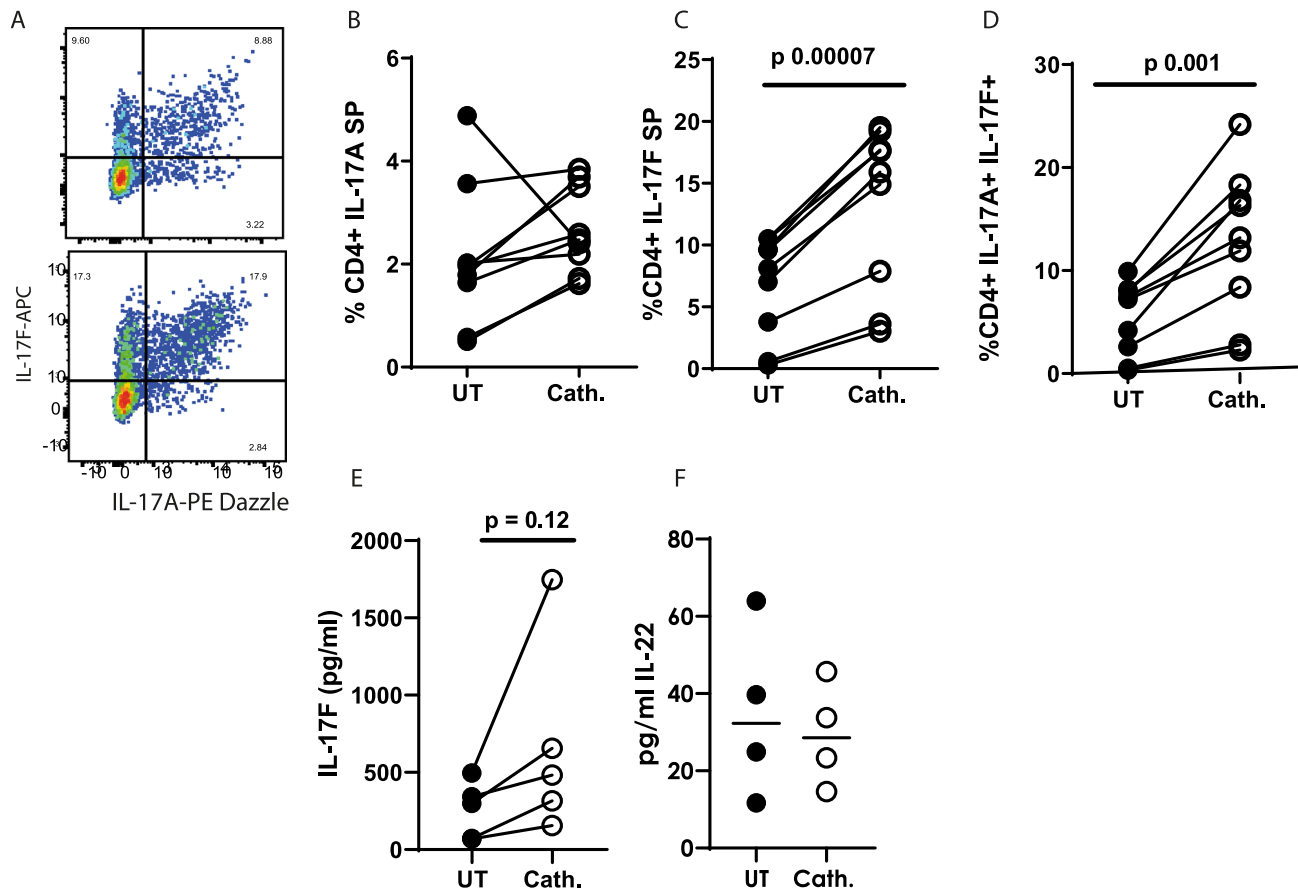 A
9.60
8.88
3.22
17.3
17.9
2.84
IL-17F-APC
0
0
IL-17A-PE Dazzle
B
% CD4+ IL-17A SP
6
4
2
0
UT
Cath.
C
p 0.00007
%CD4+ IL-17F SP
25
20
15
10
5
0
UT
Cath.
D
p 0.001
%CD4+ IL-17A+ IL-17F+
30
20
10
0
UT
Cath.
E
p = 0.12
IL-17F (pg/ml)
2000
1500
1000
500
0
UT
Cath.
F
pg/ml IL-22
80
60
40
20
0
UT
Cath.